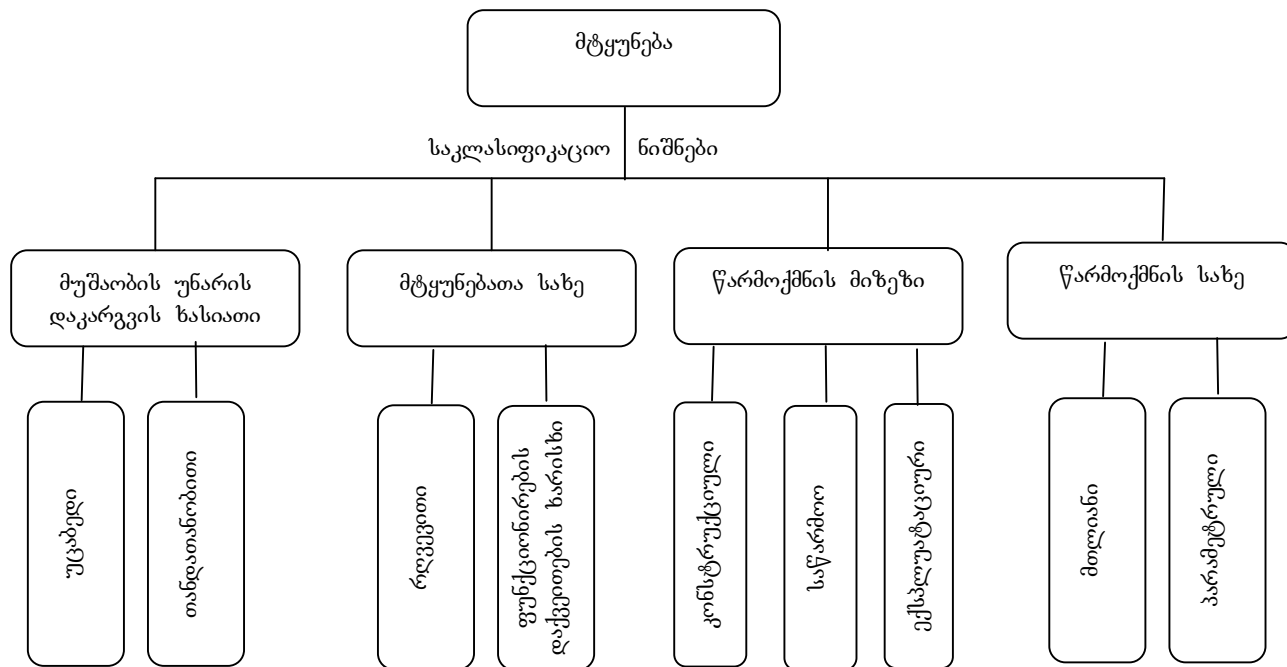 მტყუნება
საკლასიფიკაციო ნიშნები
მუშაობის უნარის
დაკარგვის ხასიათი
მტყუნებათა სახე
წარმოქმნის მიზეზი
წარმოქმნის სახე
უცაბედი
თანდათანობითი
რღვევითი
ფუნქციონირების
დაქვეითების ხარისხი
კონსტრუქციული
საწარმოო
ექსპლუატაციური
მთლიანი
პარამეტრული